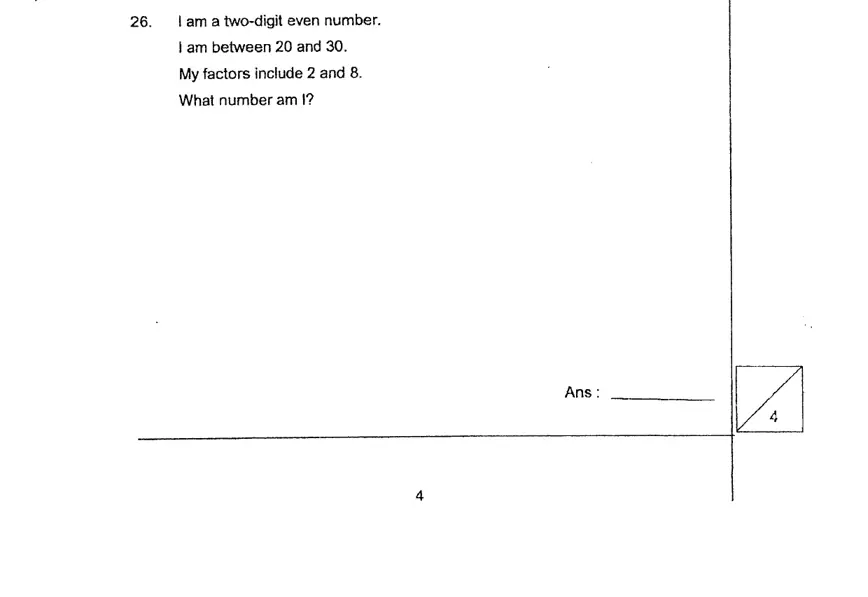 26. I am a two-digit even number.
I am between 20 and 30.
My factors include 2 and 8.
What number am I?
Ans : ________
4
4